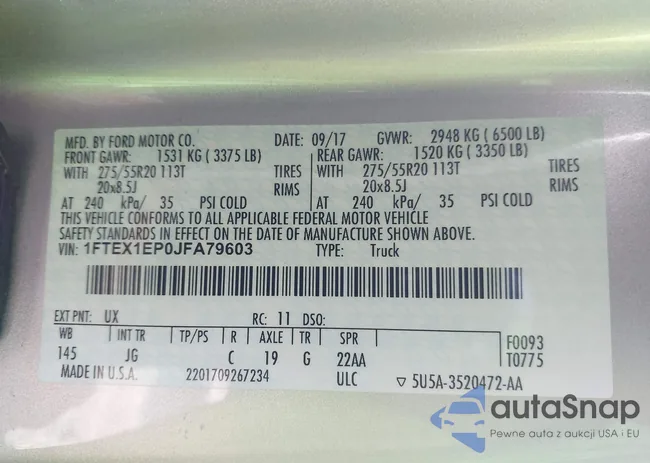 MFD. BY FORD MOTOR CO. DATE: 09/17 GVWR: 2948 KG ( 6500 LB)
FRONT GAWR: 1531 KG ( 3375 LB) REAR GAWR: 1520 KG ( 3350 LB)
WITH 275/55R20 113T TIRES WITH 275/55R20 113T TIRES
20x8.5J RIMS 20x8.5J RIMS
AT 240 kPa/ 35 PSI COLD AT 240 kPa/ 35 PSI COLD
THIS VEHICLE CONFORMS TO ALL APPLICABLE FEDERAL MOTOR VEHICLE
SAFETY STANDARDS IN EFFECT ON THE DATE OF MANUFACTURE SHOWN ABOVE.
VIN: 1FTEX1EP0JFA79603 TYPE: Truck
EXT PNT: UX RC: 11 DSO:
WB INT TR TP/PS R AXLE TR SPR F0093
145 JG C 19 G 22AA T0775
MADE IN U.S.A. 2201709267234 ULC ▽ 5U5A-3520472-AA
autaSnap
Pewne auta z aukcji USA i EU